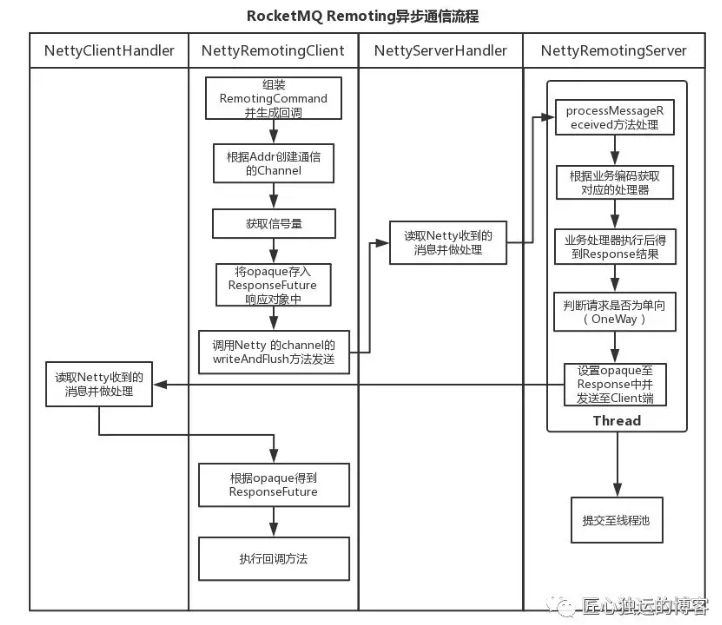 RocketMQ Remoting异步通信流程
NettyClientHandler
NettyRemotingClient
NettyServerHandler
NettyRemotingServer
组装
RemotingCommand
并生成回调
根据Addr创建通信
的Channel
获取信号量
将opaque存入
ResponseFuture
响应对象中
调用Netty 的channel的
writeAndFlush方法发送
读取Netty收到的
消息并做处理
processMessageR
eceived方法处理
根据业务编码获取
对应的处理器
业务处理器执行后得
到Response结果
判断请求是否为单向
（OneWay）
设置opaque至
Response中并
发送至Client端
Thread
提交至线程池
读取Netty收到的
消息并做处理
根据opaque得到
ResponseFuture
执行回调方法
匠心独运的博客